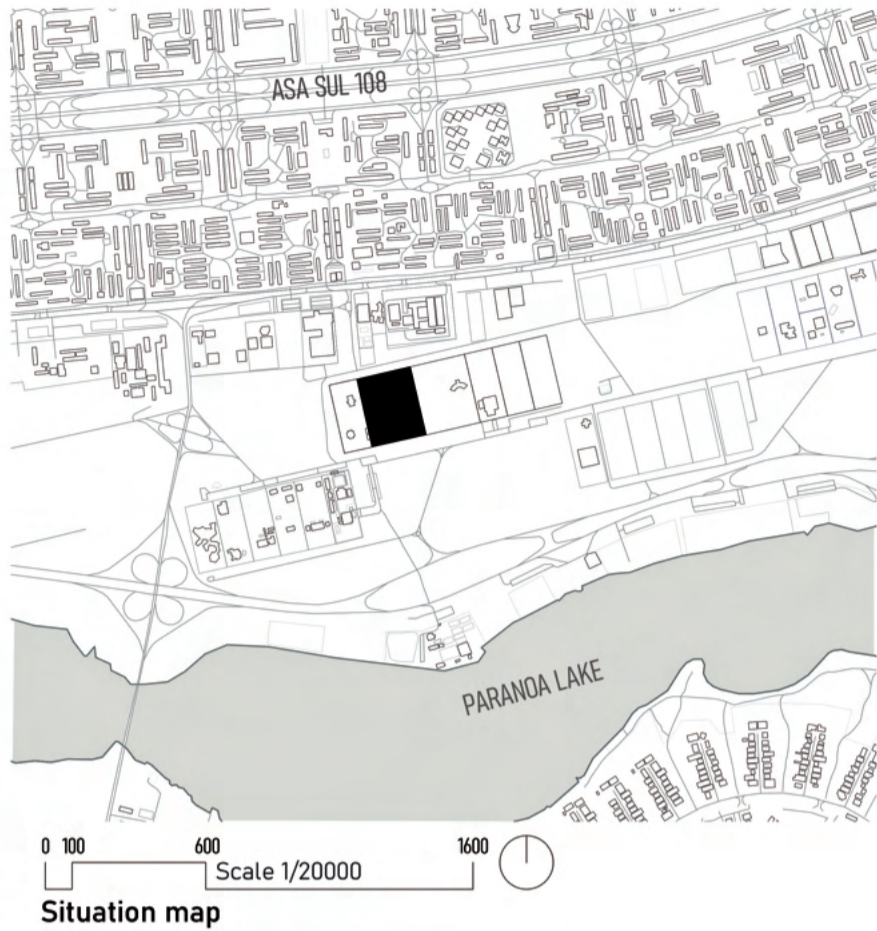 ASA SUL 108
PARANOA LAKE
0 100 600 1600
Scale 1/20000
Situation map